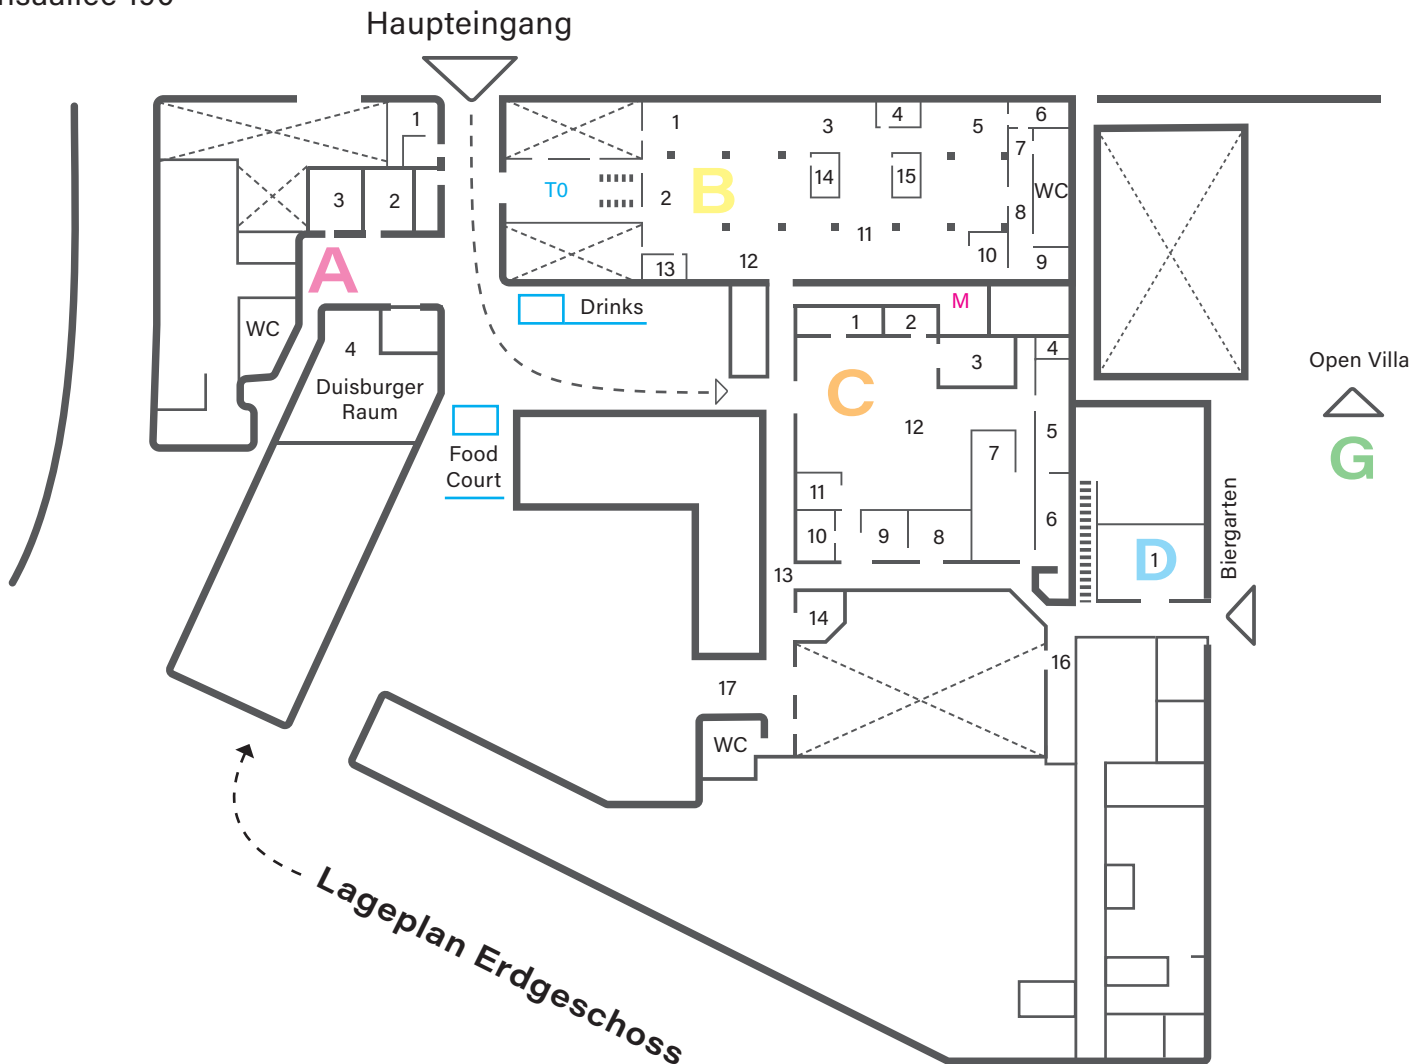 Haupteingang
1
3
2
A
WC
4
Duisburger
Raum
T0
1
2
B
3
4
5
6
7
WC
8
14
15
11
10
9
12
13
Drinks
M
1
2
3
4
C
12
5
7
6
11
10
9
8
13
14
16
17
WC
Food
Court
D
1
Biergarten
Open Villa
G
Lageplan Erdgeschoss